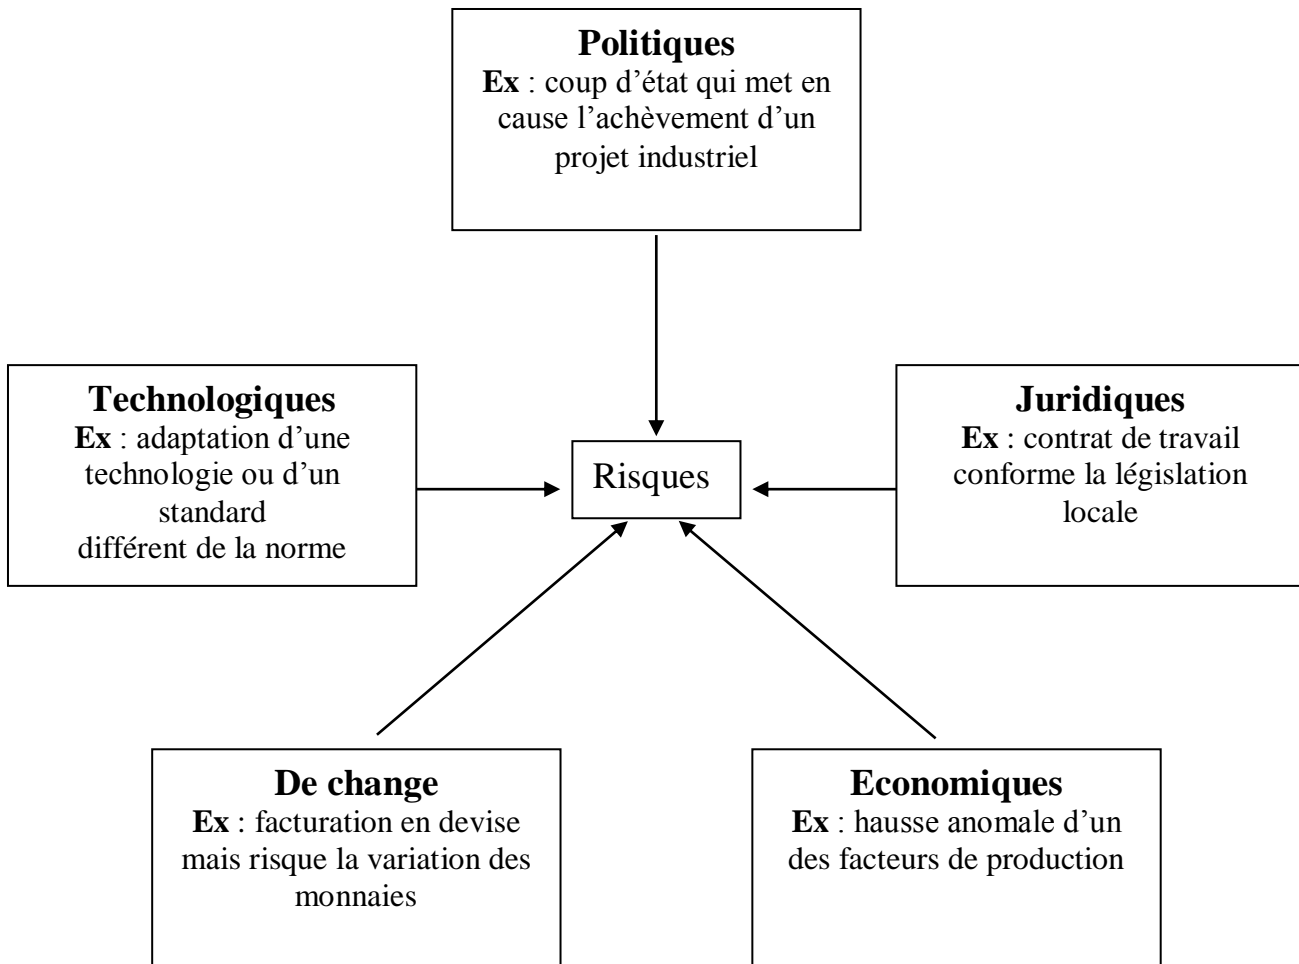 Politiques
Ex : coup d’état qui met en
cause l’achèvement d’un
projet industriel
Technologiques
Ex : adaptation d’une
technologie ou d’un
standard
différent de la norme
Risques
Juridiques
Ex : contrat de travail
conforme la législation
locale
De change
Ex : facturation en devise
mais risque la variation des
monnaies
Economiques
Ex : hausse anomale d’un
des facteurs de production